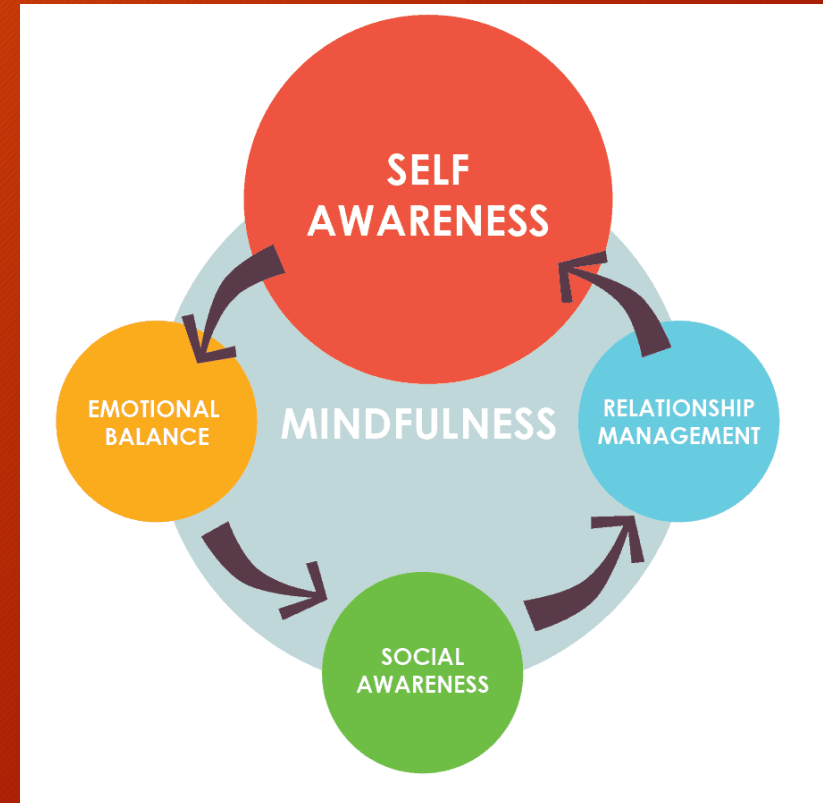 SELF
AWARENESS
EMOTIONAL
BALANCE
MINDFULNESS
RELATIONSHIP
MANAGEMENT
SOCIAL
AWARENESS